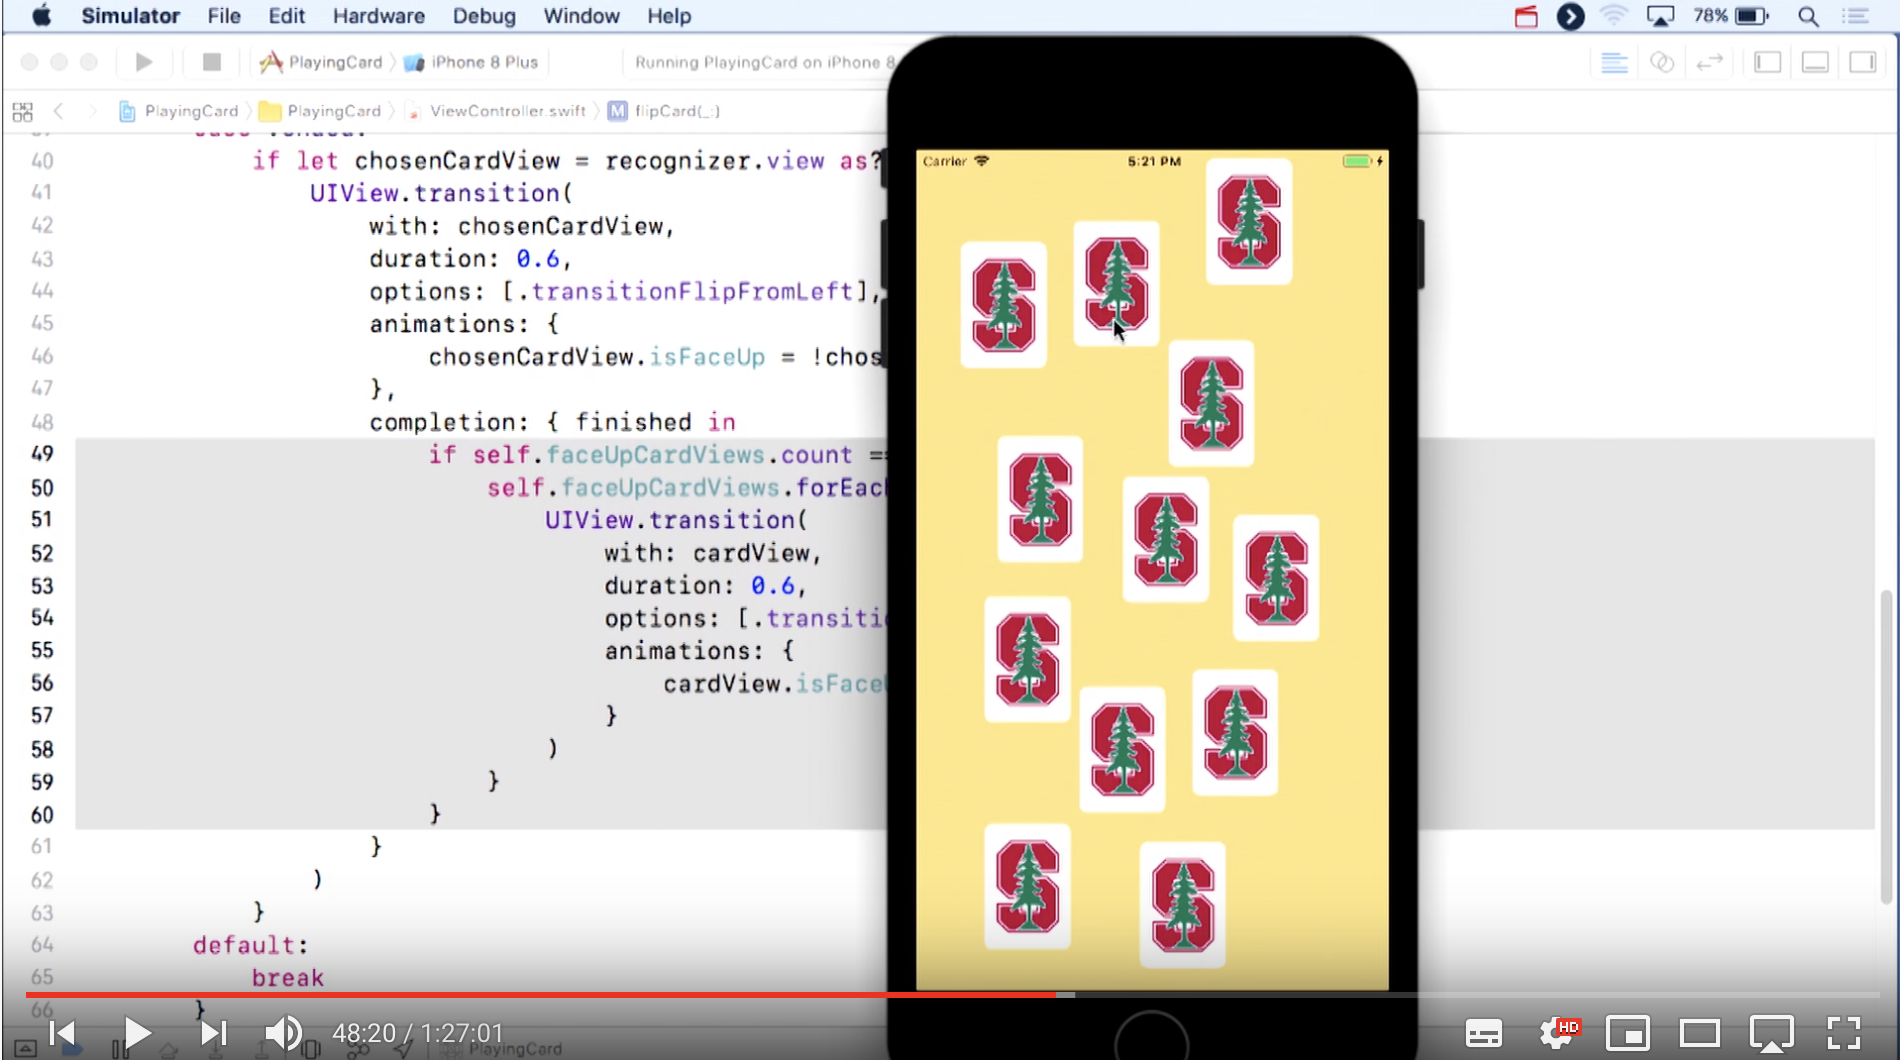 Simulator File Edit Hardware Debug Window Help 78%
PlayingCard iPhone 8 Plus Running PlayingCard on iPhone 8
PlayingCard PlayingCard ViewController.swift M flipCard(_:)
40 if let chosenCardView = recognizer.view as?
41 UIView.transition(
42 with: chosenCardView,
43 duration: 0.6,
44 options: [.transitionFlipFromLeft],
45 animations: {
46 chosenCardView.isFaceUp = !chos
47 },
48 completion: { finished in
49 if self.faceUpCardViews.count ==
50 self.faceUpCardViews.forEach
51 UIView.transition(
52 with: cardView,
53 duration: 0.6,
54 options: [.transiti
55 animations: {
56 cardView.isFace
57 }
58 )
59 }
60 }
61 }
62 )
63 }
64 default:
65 break
66 }
Carrier 5:21 PM
S
S
S
S
S
S
S
S
S
S
S
S
48:20 / 1:27:01 HD
PlayingCard